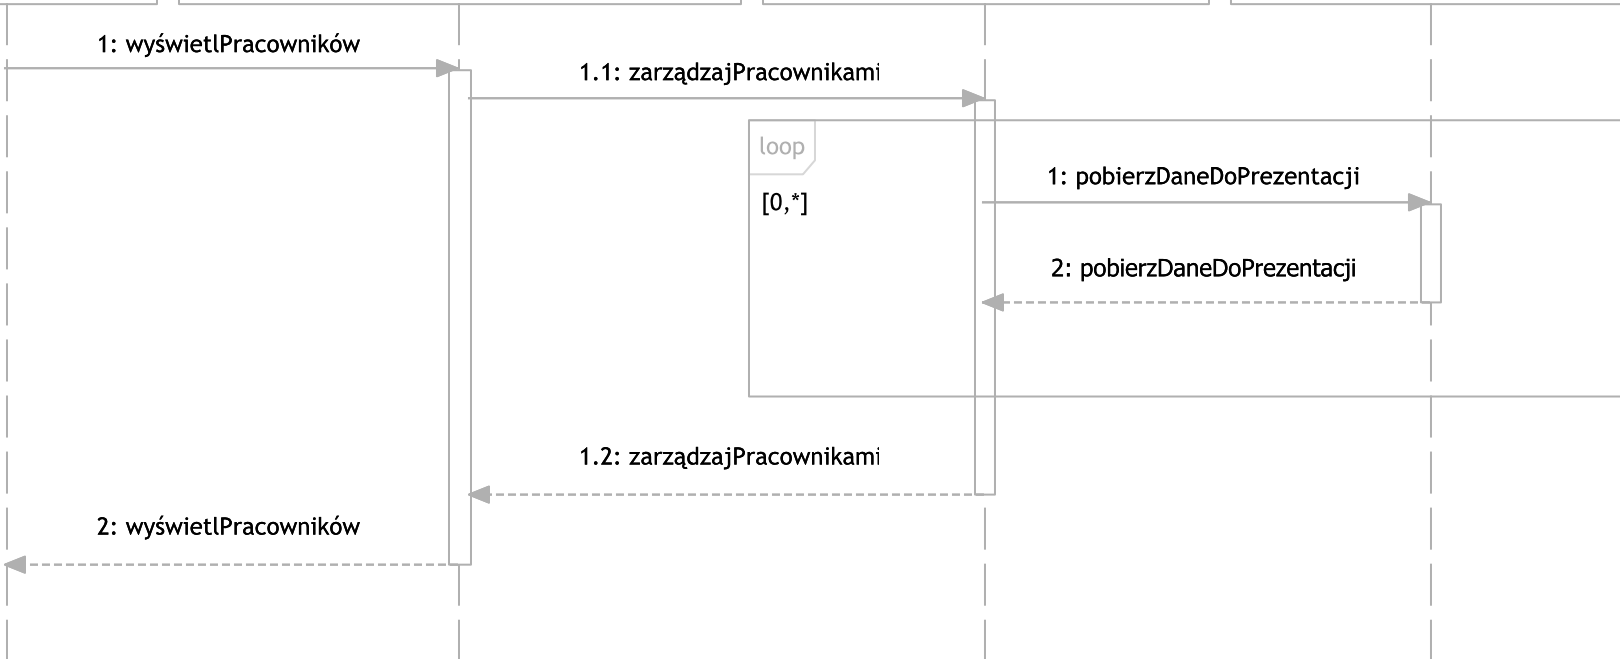 1: wyświetlPracowników
1.1: zarządzajPracownikami
loop
1: pobierzDaneDoPrezentacji
[0,*]
2: pobierzDaneDoPrezentacji
1.2: zarządzajPracownikami
2: wyświetlPracowników